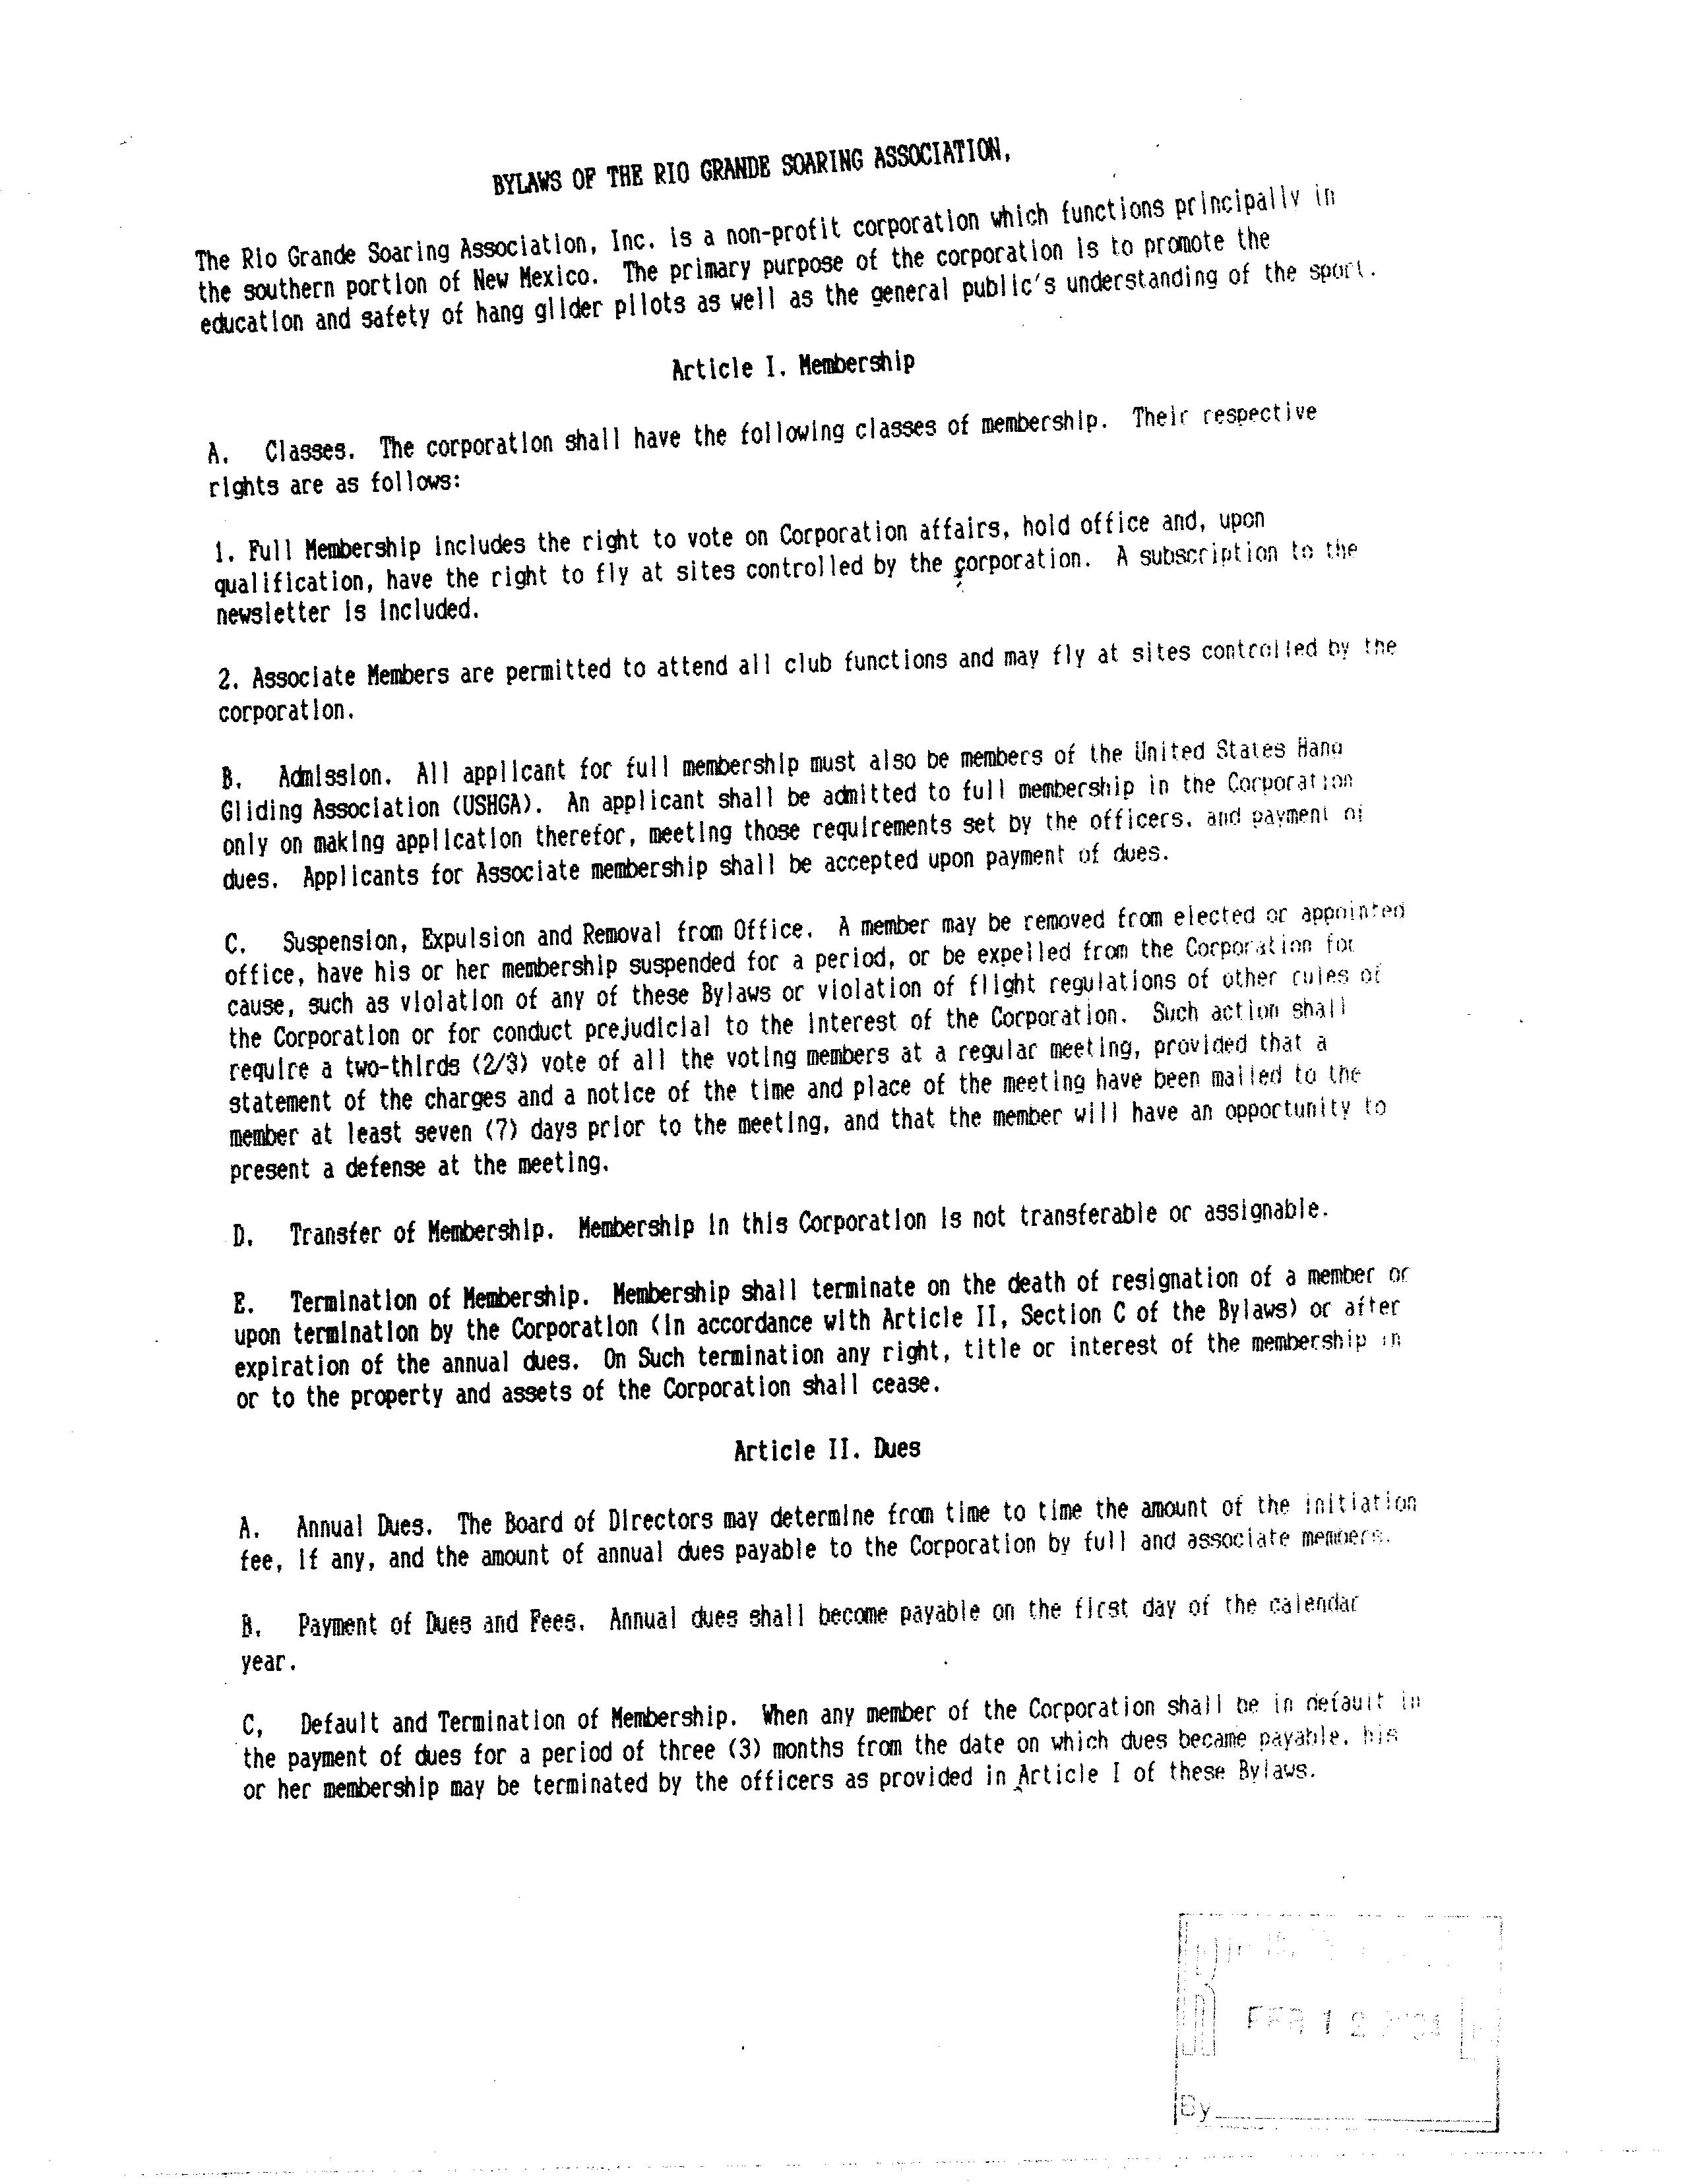 BYLAWS OF THE RIO GRANDE SOARING ASSOCIATION,
The Rio Grande Soaring Association, Inc. is a non-profit corporation which functions principally in
the southern portion of New Mexico. The primary purpose of the corporation is to promote the
education and safety of hang glider pilots as well as the general public's understanding of the sport.
Article I. Membership
A. Classes. The corporation shall have the following classes of membership. Their respective
rights are as follows:
1. Full Membership includes the right to vote on Corporation affairs, hold office and, upon
qualification, have the right to fly at sites controlled by the corporation. A subscription to the
newsletter is included.
2. Associate Members are permitted to attend all club functions and may fly at sites controlled by the
corporation.
B. Admission. All applicant for full membership must also be members of the United States Hang
Gliding Association (USHGA). An applicant shall be admitted to full membership in the Corporation
only on making application therefor, meeting those requirements set by the officers, and payment of
dues. Applicants for Associate membership shall be accepted upon payment of dues.
C. Suspension, Expulsion and Removal from Office. A member may be removed from elected or appointed
office, have his or her membership suspended for a period, or be expelled from the Corporation for
cause, such as violation of any of these Bylaws or violation of flight regulations of other rules of
the Corporation or for conduct prejudicial to the interest of the Corporation. Such action shall
require a two-thirds (2/3) vote of all the voting members at a regular meeting, provided that a
statement of the charges and a notice of the time and place of the meeting have been mailed to the
member at least seven (7) days prior to the meeting, and that the member will have an opportunity to
present a defense at the meeting.
D. Transfer of Membership. Membership in this Corporation is not transferable or assignable.
E. Termination of Membership. Membership shall terminate on the death of resignation of a member or
upon termination by the Corporation (in accordance with Article II, Section C of the Bylaws) or after
expiration of the annual dues. On Such termination any right, title or interest of the membership in
or to the property and assets of the Corporation shall cease.
Article II. Dues
A. Annual Dues. The Board of Directors may determine from time to time the amount of the initiation
fee, if any, and the amount of annual dues payable to the Corporation by full and associate members.
B. Payment of Dues and Fees. Annual dues shall become payable on the first day of the calendar
year.
C, Default and Termination of Membership. When any member of the Corporation shall be in default in
the payment of dues for a period of three (3) months from the date on which dues became payable, his
or her membership may be terminated by the officers as provided in Article I of these Bylaws.
FEB 12
By